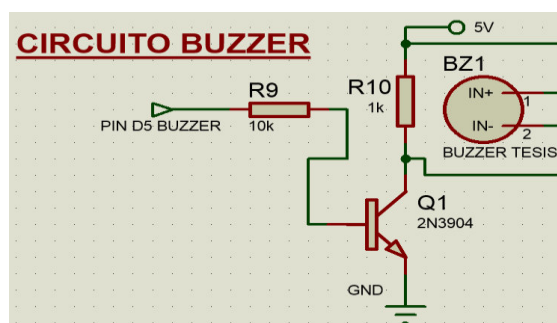 CIRCUITO BUZZER
5V
BZ1
R9
R10
IN+
1
10k
1k
PIN D5 BUZZER
IN-
2
BUZZER TESIS
Q1
2N3904
GND